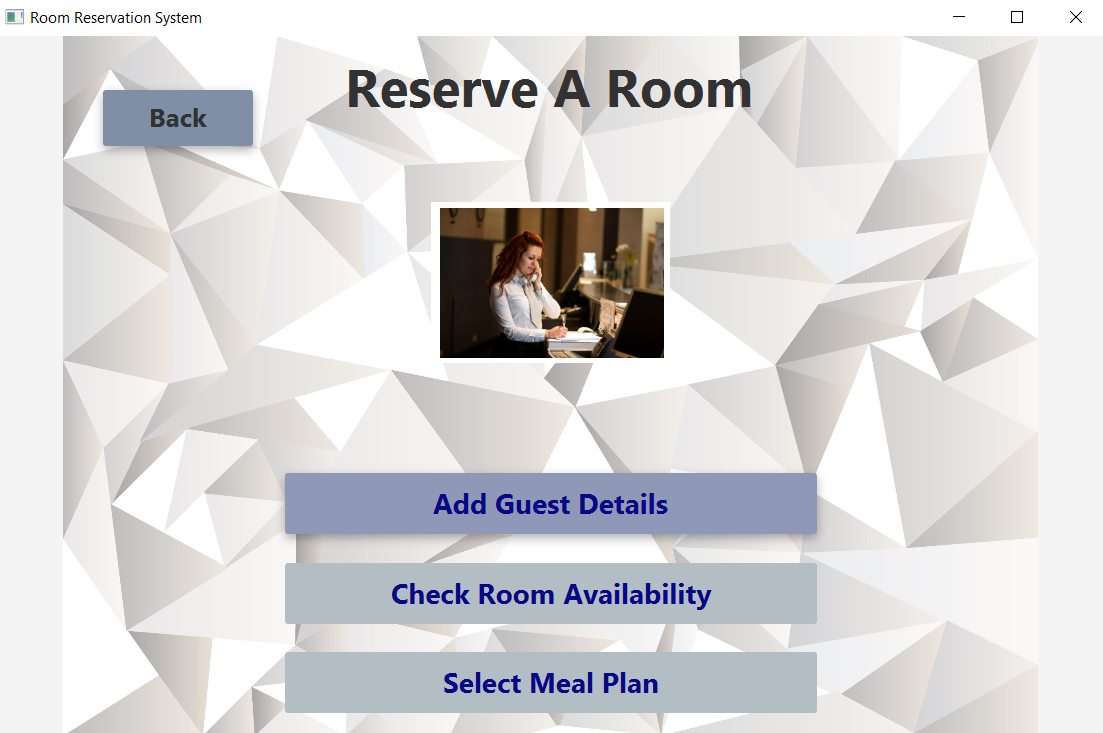 Room Reservation System
Reserve A Room
Back
Add Guest Details
Check Room Availability
Select Meal Plan